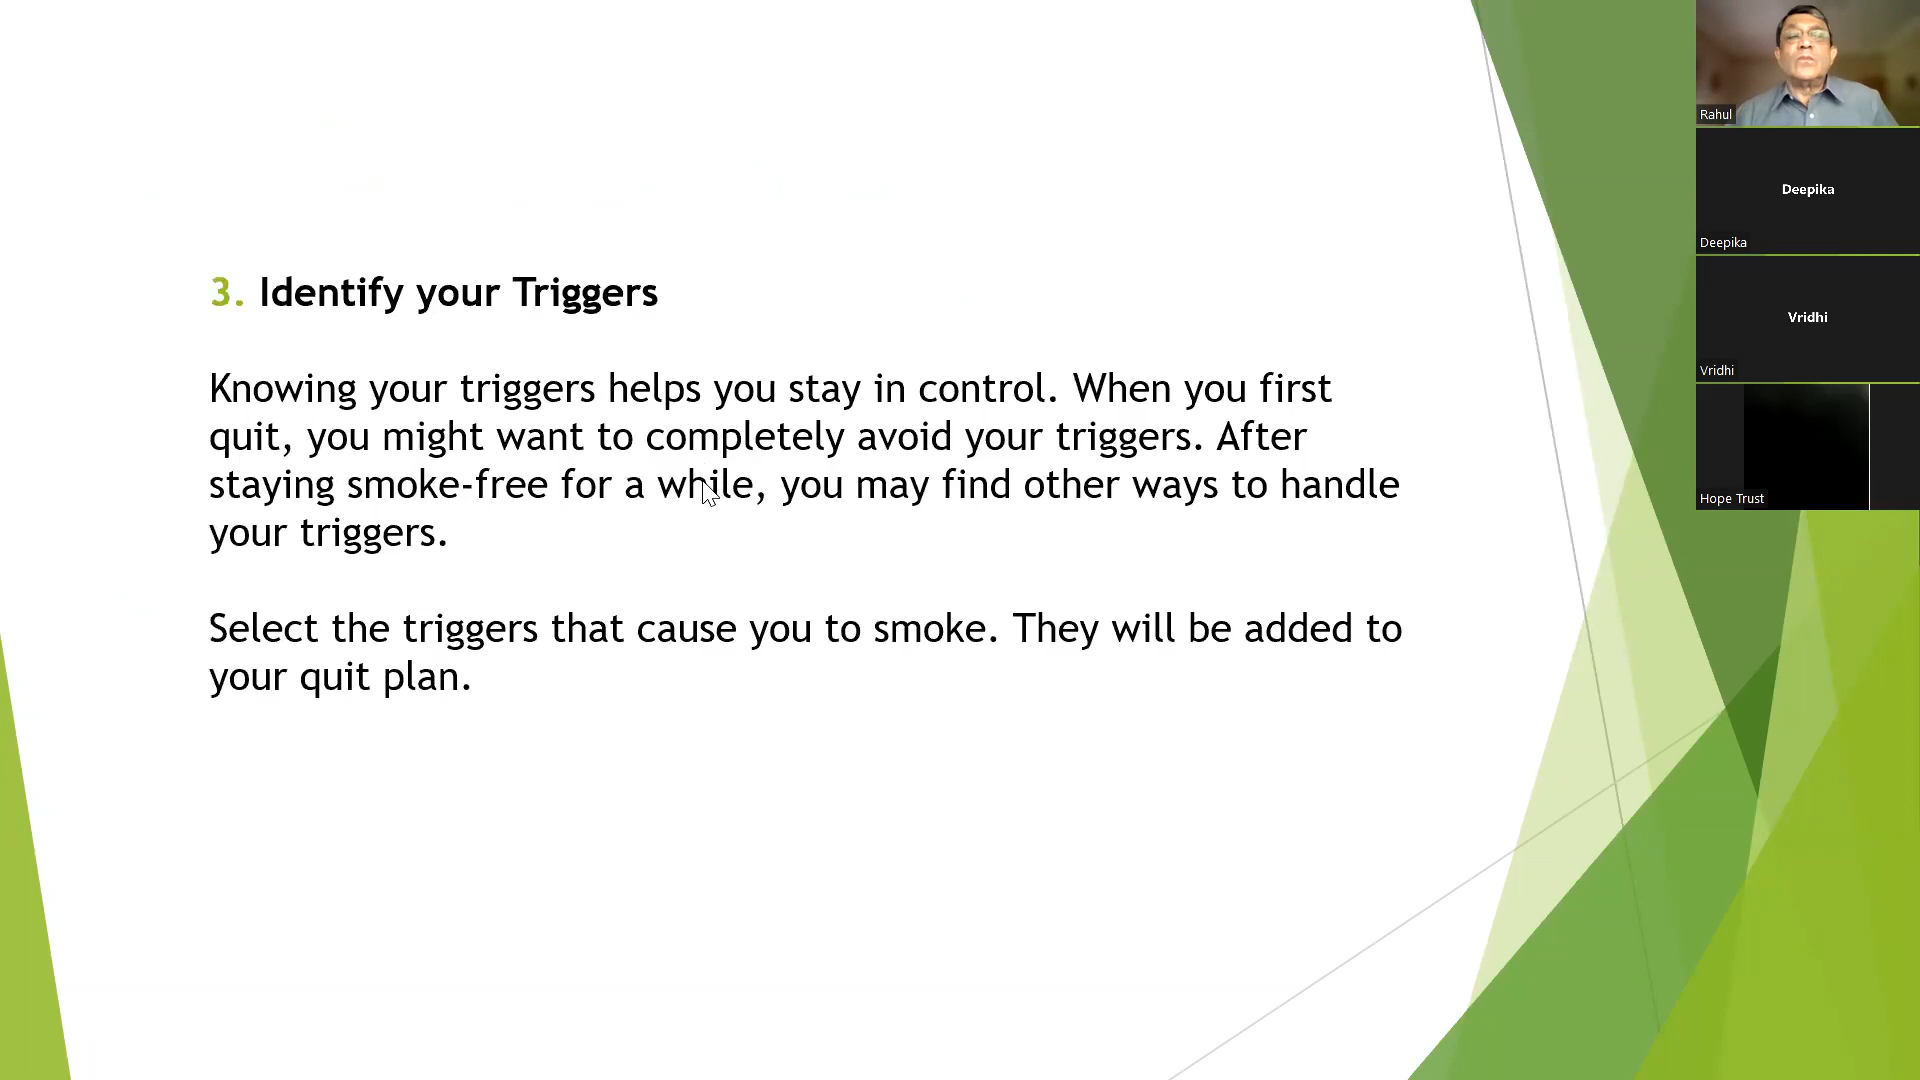 3. Identify your Triggers
Knowing your triggers helps you stay in control. When you first
quit, you might want to completely avoid your triggers. After
staying smoke-free for a while, you may find other ways to handle
your triggers.
Select the triggers that cause you to smoke. They will be added to
your quit plan.
Rahul
Deepika
Deepika
Vridhi
Vridhi
Hope Trust